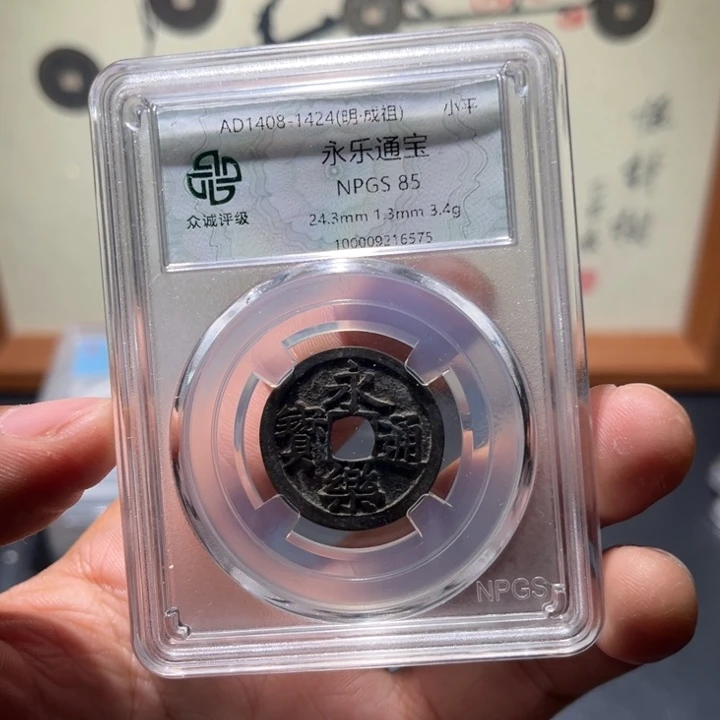 AD1408-1424(明·成祖) 小平
永乐通宝
NPGS 85
众诚评级
24.3mm 1.3mm 3.4g
100009216575
永樂通寶
NPGS